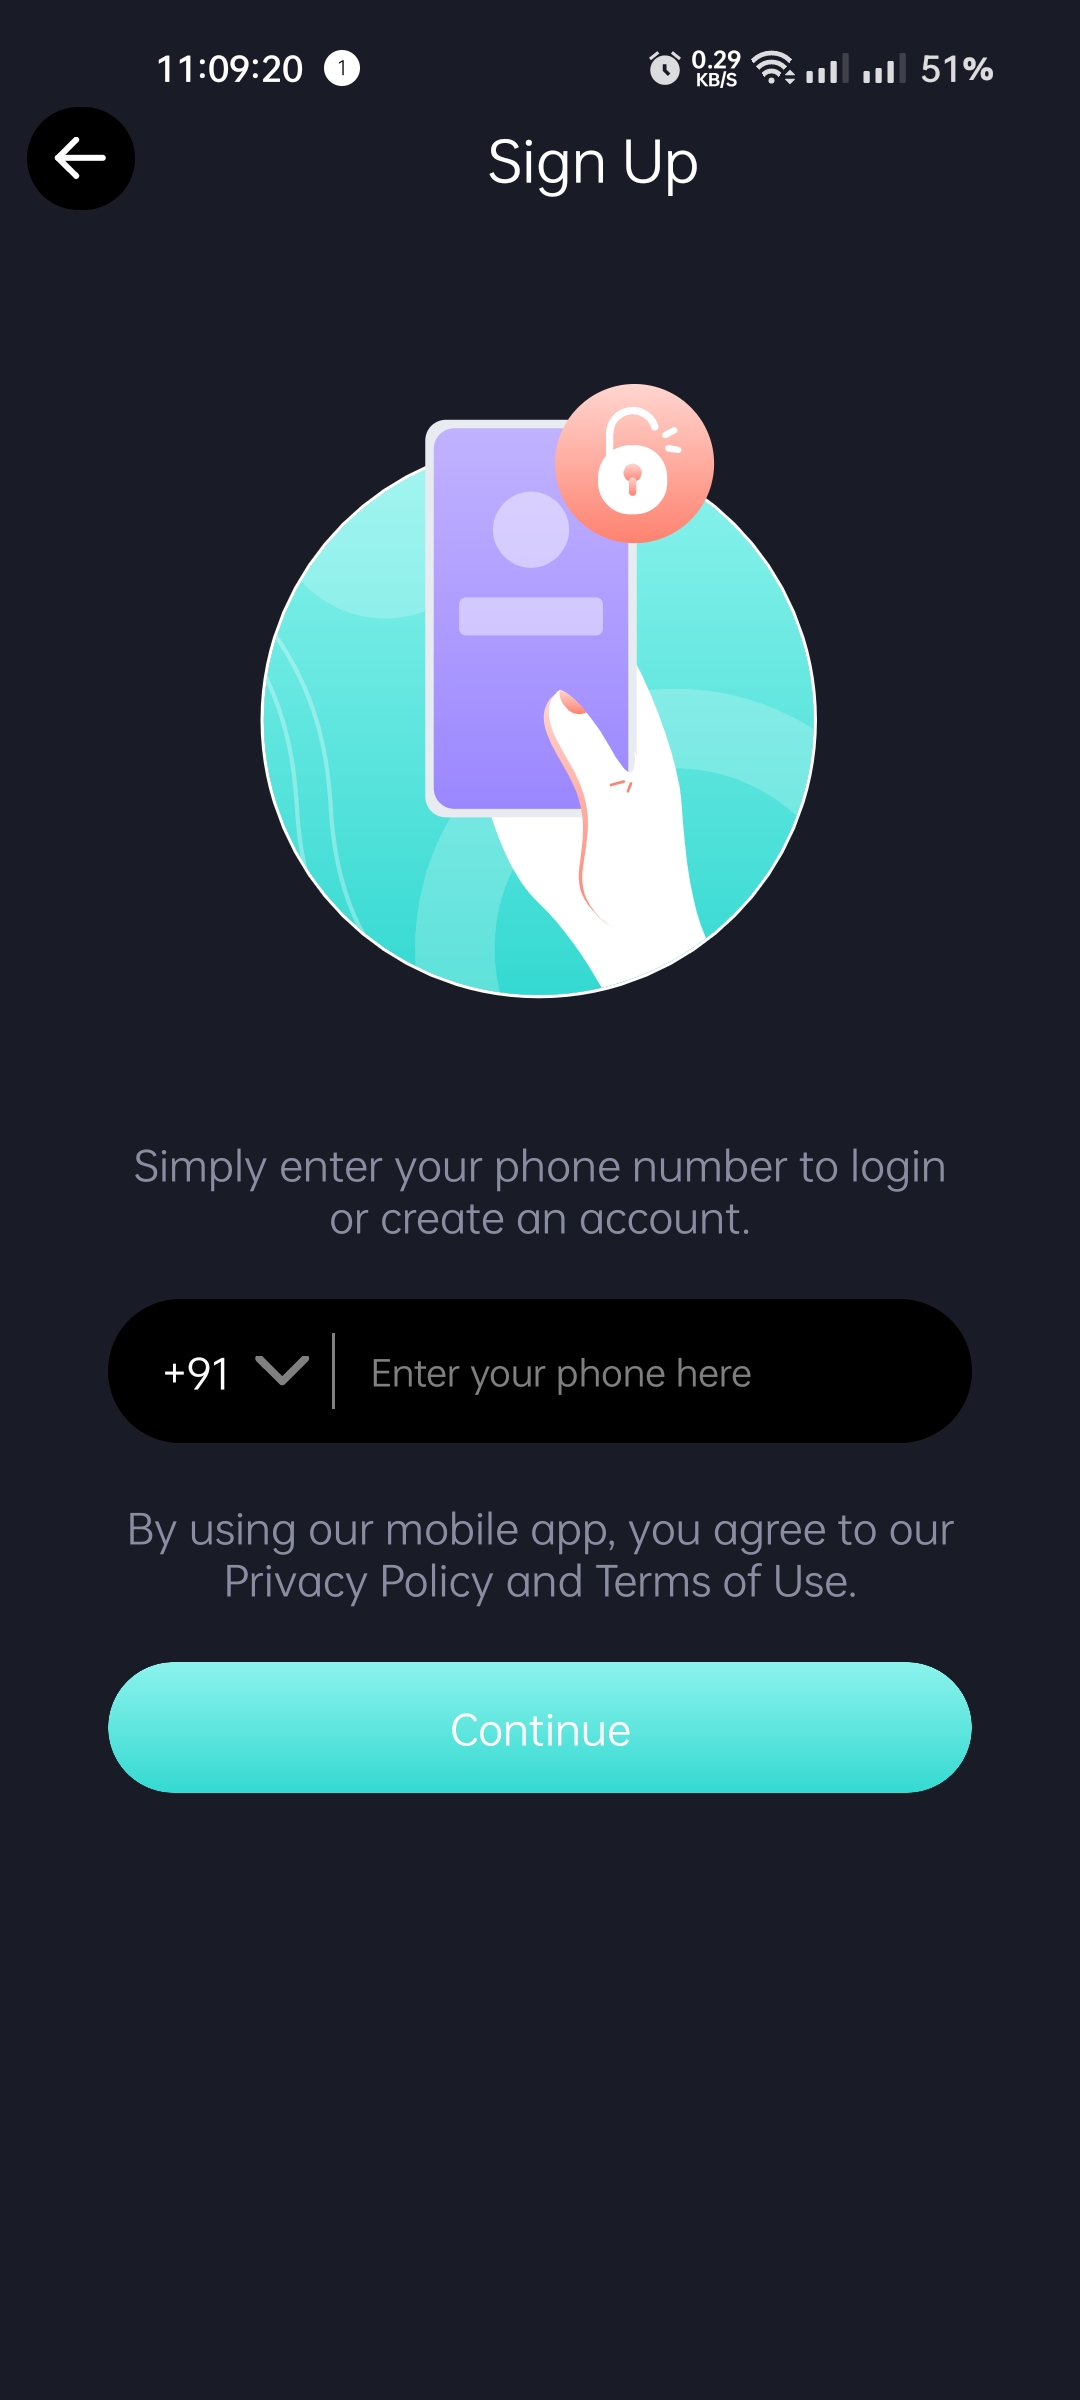 11:09:20 1 0.29 KB/S 51%
Sign Up
Simply enter your phone number to login
or create an account.
+91 Enter your phone here
By using our mobile app, you agree to our
Privacy Policy and Terms of Use.
Continue